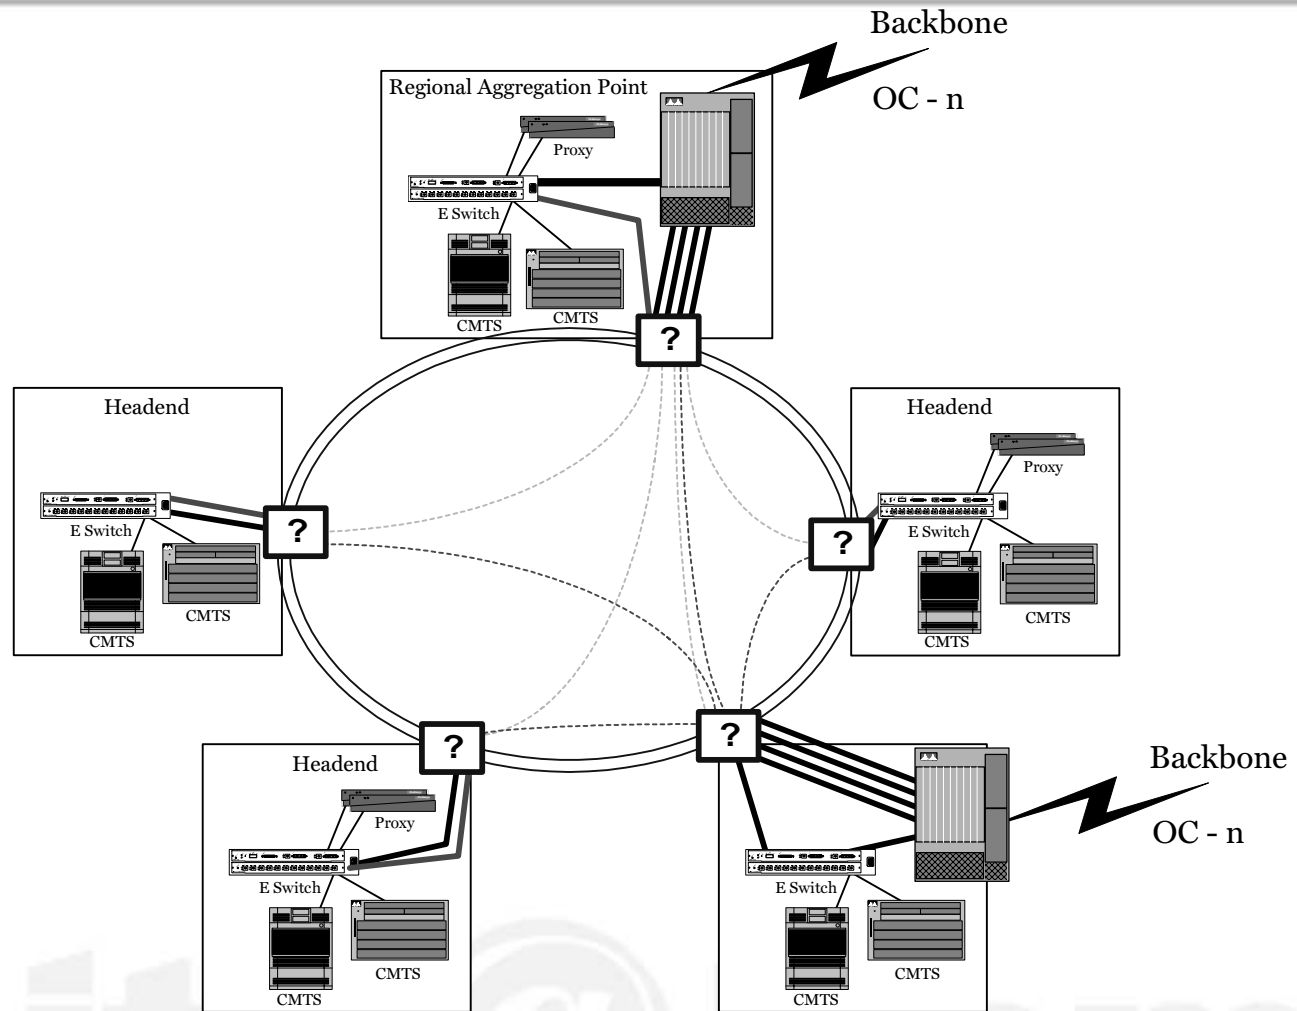 Backbone
OC - n
Regional Aggregation Point
Proxy
E Switch
CMTS
CMTS
?
Headend
E Switch
CMTS
CMTS
?
Headend
Proxy
E Switch
CMTS
CMTS
?
Headend
Proxy
E Switch
CMTS
CMTS
?
?
E Switch
CMTS
CMTS
Backbone
OC - n